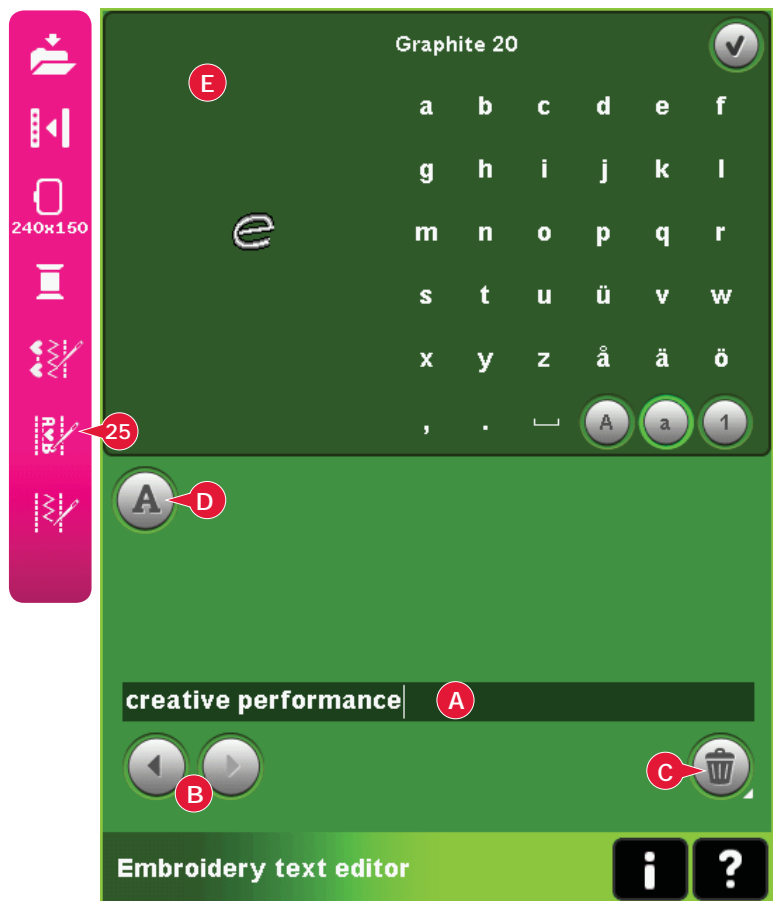 Graphite 20
E
a b c d e f
g h i j k l
240x150
e
m n o p q r
s t u ü v w
x y z å ä ö
25
, . A a 1
A
D
creative performance
A
B
C
Embroidery text editor
i ?